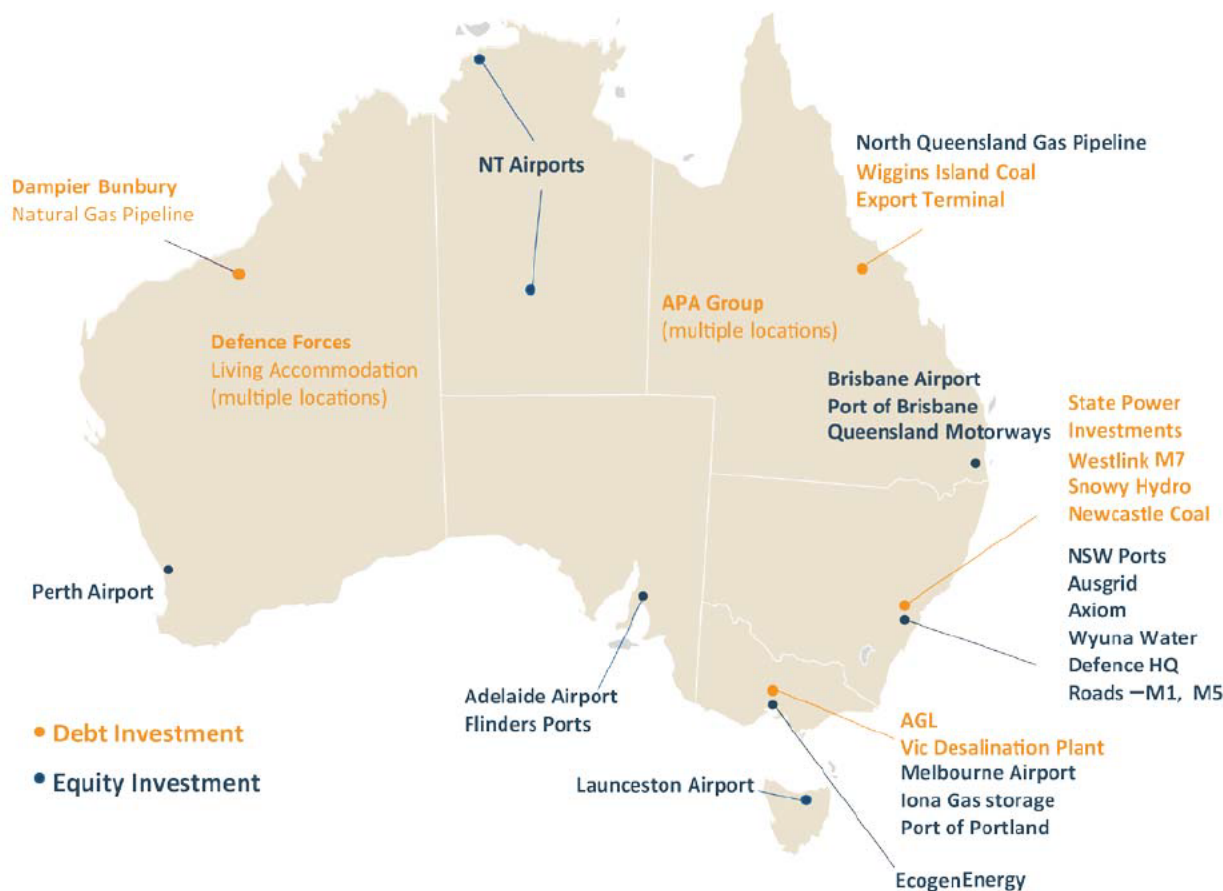 NT Airports
North Queensland Gas Pipeline
Wiggins Island Coal
Export Terminal
Dampier Bunbury
Natural Gas Pipeline
APA Group
(multiple locations)
Defence Forces
Living Accommodation
(multiple locations)
Brisbane Airport
Port of Brisbane
Queensland Motorways
State Power
Investments
Westlink M7
Snowy Hydro
Newcastle Coal
NSW Ports
Ausgrid
Axiom
Wyuna Water
Defence HQ
Roads –M1, M5
Perth Airport
Adelaide Airport
Flinders Ports
AGL
Vic Desalination Plant
Melbourne Airport
Iona Gas storage
Port of Portland
Launceston Airport
EcogenEnergy
• Debt Investment
• Equity Investment